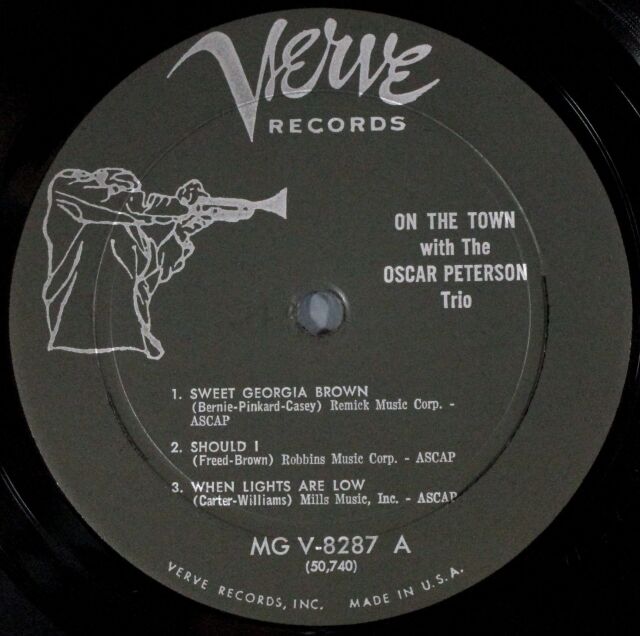 Verve
RECORDS
ON THE TOWN
with The
OSCAR PETERSON
Trio
1. SWEET GEORGIA BROWN
(Bernie-Pinkard-Casey) Remick Music Corp. -
ASCAP
2. SHOULD I
(Freed-Brown) Robbins Music Corp. - ASCAP
3. WHEN LIGHTS ARE LOW
(Carter-Williams) Mills Music, Inc. - ASCAP
MG V-8287 A
(50,740)
VERVE RECORDS, INC. MADE IN U.S.A.